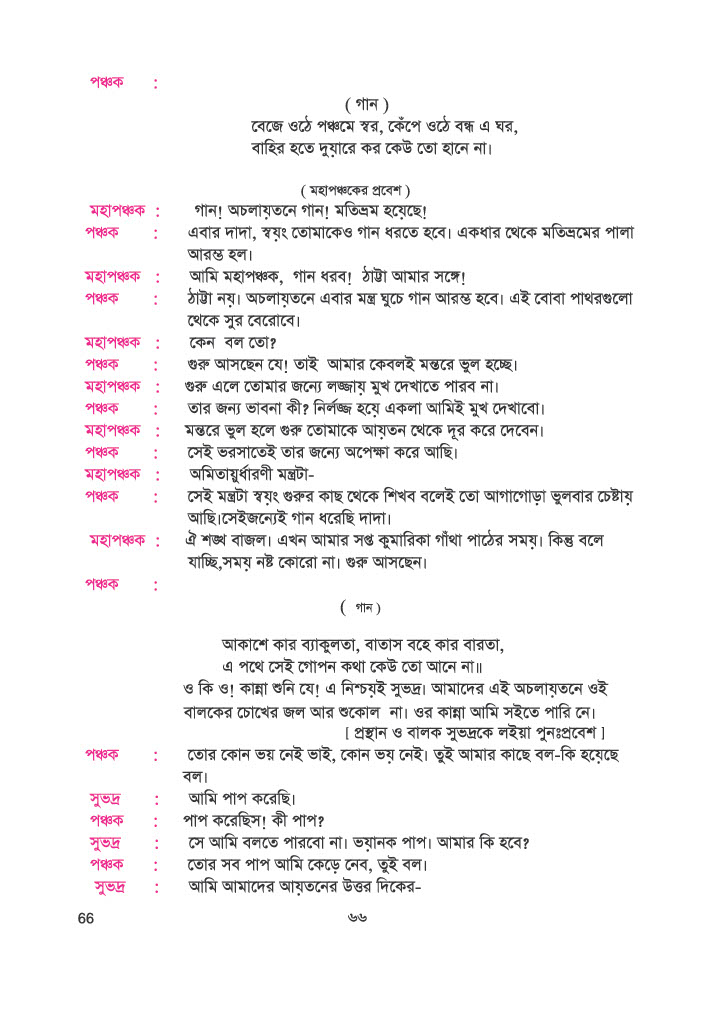 পঞ্চক :
( গান )
বেজে ওঠে পঞ্চমে স্বর, কেঁপে ওঠে বন্ধ এ ঘর,
বাহির হতে দুয়ারে কর কেউ তো হানে না।
( মহাপঞ্চকের প্রবেশ )
মহাপঞ্চক : গান! অচলায়তনে গান! মতিভ্রম হয়েছে!
পঞ্চক : এবার দাদা, স্বয়ং তোমাকেও গান ধরতে হবে। একধার থেকে মতিভ্রমের পালা
আরম্ভ হল।
মহাপঞ্চক : আমি মহাপঞ্চক, গান ধরব! ঠাট্টা আমার সঙ্গে!
পঞ্চক : ঠাট্টা নয়। অচলায়তনে এবার মন্ত্র ঘুচে গান আরম্ভ হবে। এই বোবা পাথরগুলো
থেকে সুর বেরোবে।
মহাপঞ্চক : কেন বল তো?
পঞ্চক : গুরু আসছেন যে! তাই আমার কেবলই মন্তরে ভুল হচ্ছে।
মহাপঞ্চক : গুরু এলে তোমার জন্যে লজ্জায় মুখ দেখাতে পারব না।
পঞ্চক : তার জন্য ভাবনা কী? নির্লজ্জ হয়ে একলা আমিই মুখ দেখাবো।
মহাপঞ্চক : মন্তরে ভুল হলে গুরু তোমাকে আয়তন থেকে দূর করে দেবেন।
পঞ্চক : সেই ভরসাতেই তার জন্যে অপেক্ষা করে আছি।
মহাপঞ্চক : অমিতায়ুর্ধারণী মন্ত্রটা-
পঞ্চক : সেই মন্ত্রটা স্বয়ং গুরুর কাছ থেকে শিখব বলেই তো আগাগোড়া ভুলবার চেষ্টায়
আছি।সেইজন্যেই গান ধরেছি দাদা।
মহাপঞ্চক : ঐ শঙ্খ বাজল। এখন আমার সপ্ত কুমারিকা গাঁথা পাঠের সময়। কিন্তু বলে
যাচ্ছি,সময় নষ্ট কোরো না। গুরু আসছেন।
পঞ্চক :
( গান )
আকাশে কার ব্যাকুলতা, বাতাস বহে কার বারতা,
এ পথে সেই গোপন কথা কেউ তো আনে না॥
ও কি ও! কান্না শুনি যে! এ নিশ্চয়ই সুভদ্র। আমাদের এই অচলায়তনে ওই
বালকের চোখের জল আর শুকোল না। ওর কান্না আমি সইতে পারি নে।
[ প্রস্থান ও বালক সুভদ্রকে লইয়া পুনঃপ্রবেশ ]
পঞ্চক : তোর কোন ভয় নেই ভাই, কোন ভয় নেই। তুই আমার কাছে বল-কি হয়েছে
বল।
সুভদ্র : আমি পাপ করেছি।
পঞ্চক : পাপ করেছিস! কী পাপ?
সুভদ্র : সে আমি বলতে পারবো না। ভয়ানক পাপ। আমার কি হবে?
পঞ্চক : তোর সব পাপ আমি কেড়ে নেব, তুই বল।
সুভদ্র : আমি আমাদের আয়তনের উত্তর দিকের-
66 ৬৬